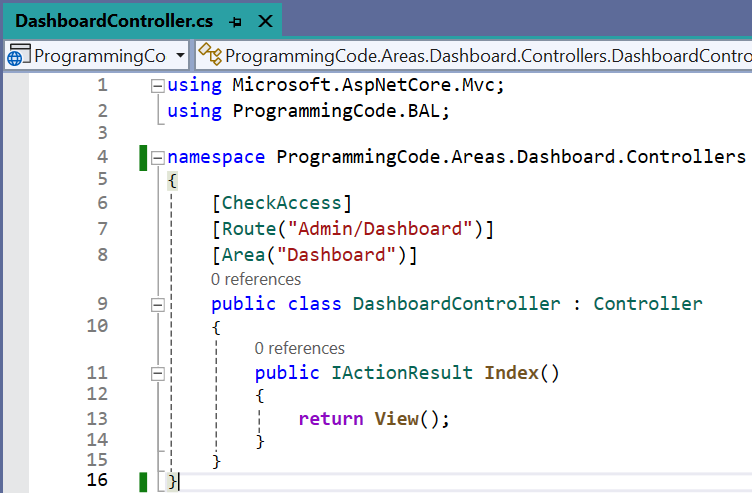 DashboardController.cs
ProgrammingCo
ProgrammingCode.Areas.Dashboard.Controllers.DashboardContro
1 using Microsoft.AspNetCore.Mvc;
2 using ProgrammingCode.BAL;
3
4 namespace ProgrammingCode.Areas.Dashboard.Controllers
5 {
6 [CheckAccess]
7 [Route("Admin/Dashboard")]
8 [Area("Dashboard")]
0 references
9 public class DashboardController : Controller
10 {
0 references
11 public IActionResult Index()
12 {
13 return View();
14 }
15 }
16 }